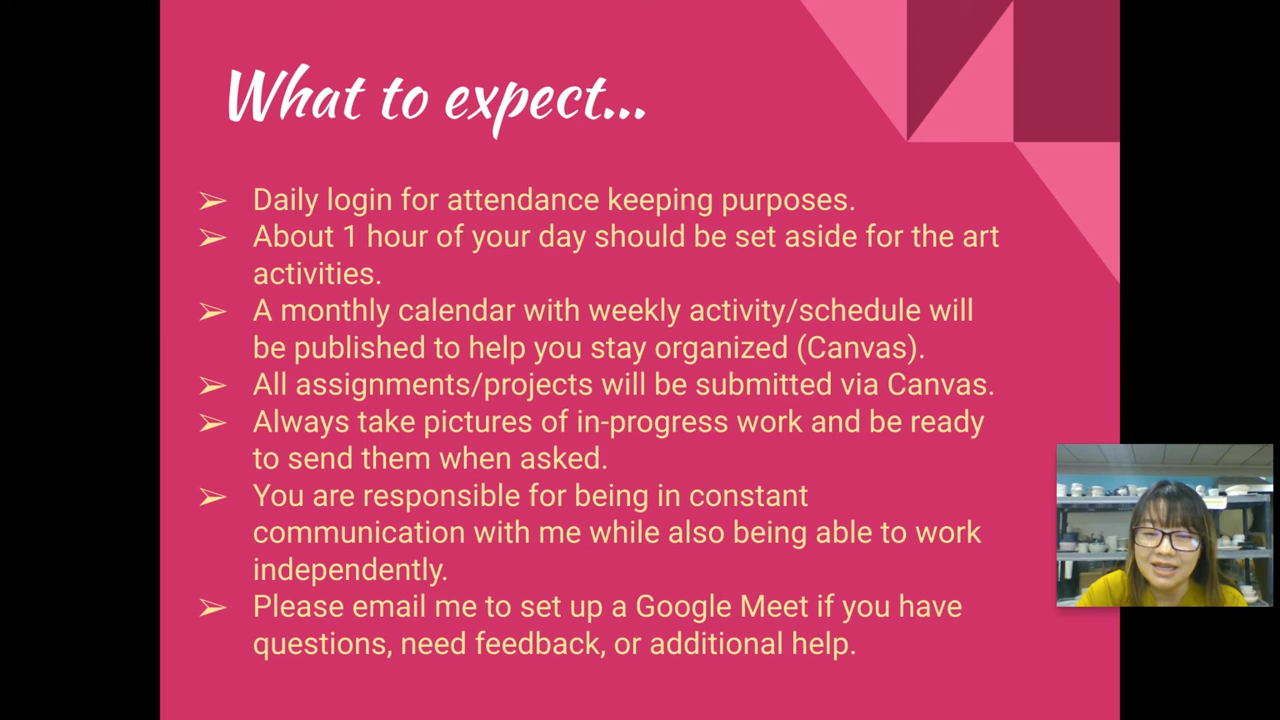 What to expect...
➢ Daily login for attendance keeping purposes.
➢ About 1 hour of your day should be set aside for the art
activities.
➢ A monthly calendar with weekly activity/schedule will
be published to help you stay organized (Canvas).
➢ All assignments/projects will be submitted via Canvas.
➢ Always take pictures of in-progress work and be ready
to send them when asked.
➢ You are responsible for being in constant
communication with me while also being able to work
independently.
➢ Please email me to set up a Google Meet if you have
questions, need feedback, or additional help.